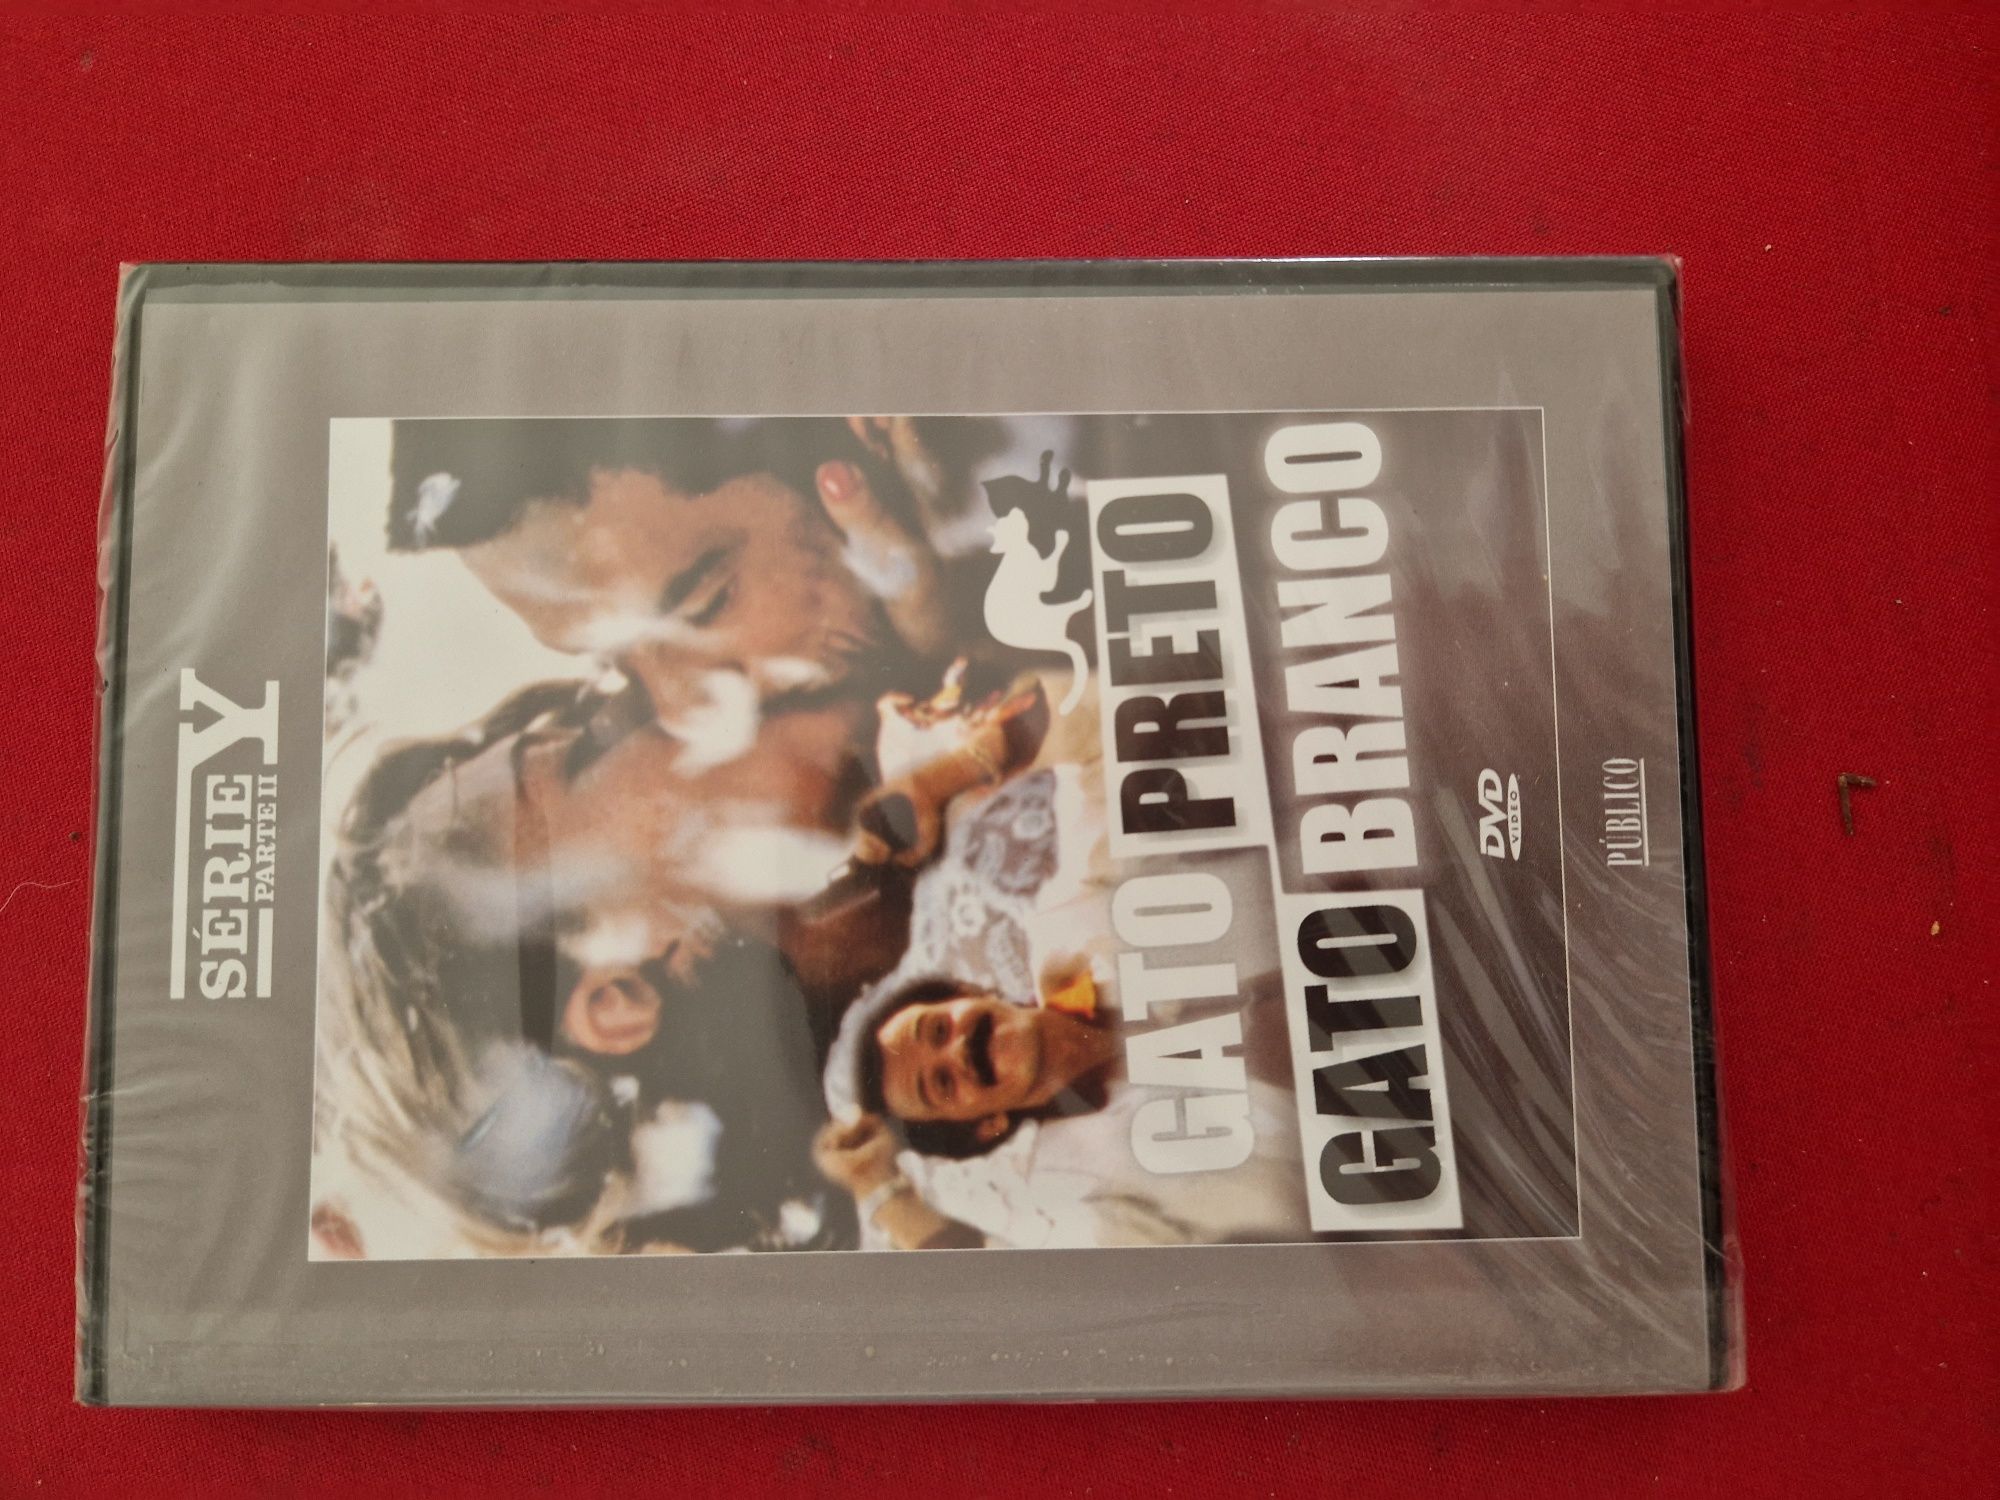 SÉRIE Y
PARTE II
GATO PRETO
GATO BRANCO
DVD
VIDEO
PÚBLICO